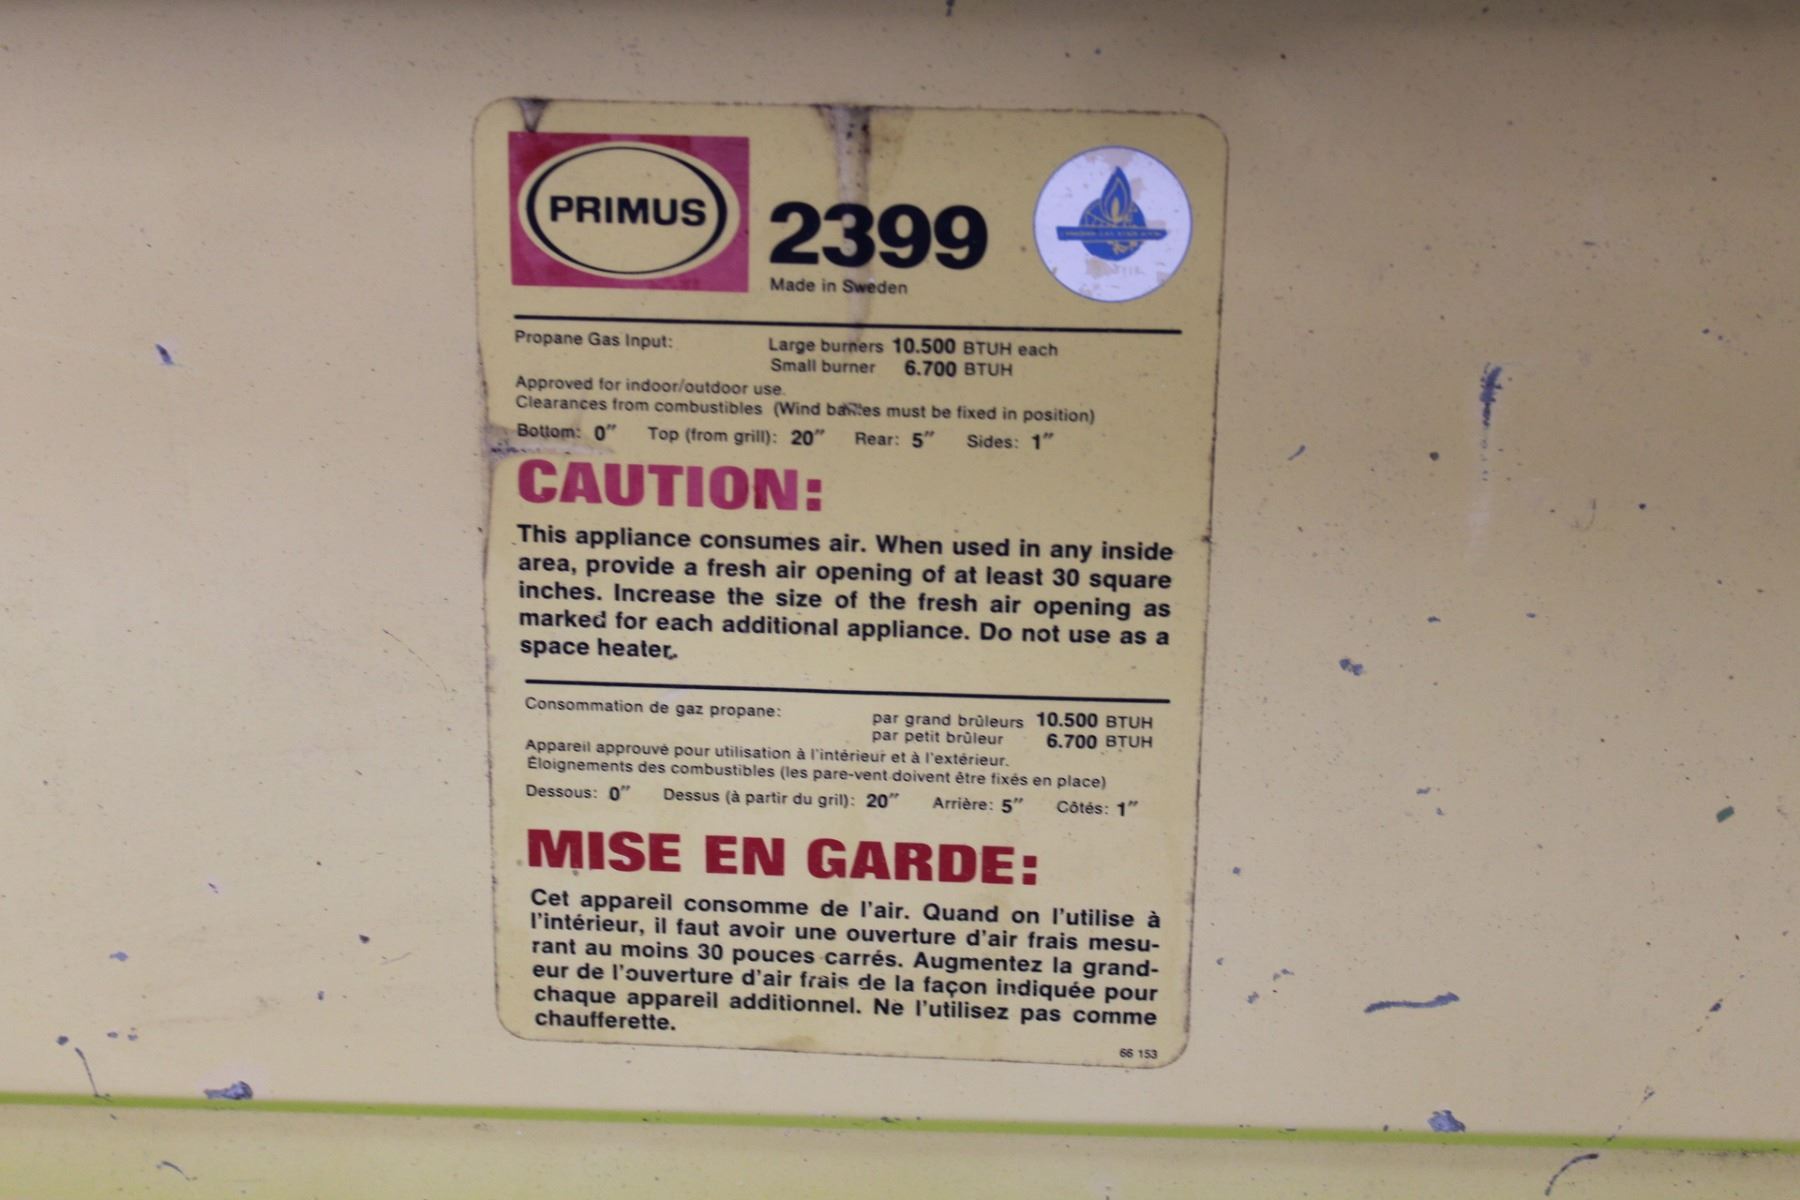 PRIMUS
2399
Made in Sweden
Propane Gas Input: Large burners 10.500 BTUH each
Small burner 6.700 BTUH
Approved for indoor/outdoor use.
Clearances from combustibles (Wind baffles must be fixed in position)
Bottom: 0" Top (from grill): 20" Rear: 5" Sides: 1"
CAUTION:
This appliance consumes air. When used in any inside
area, provide a fresh air opening of at least 30 square
inches. Increase the size of the fresh air opening as
marked for each additional appliance. Do not use as a
space heater.
Consommation de gaz propane: par grand brûleurs 10.500 BTUH
par petit brûleur 6.700 BTUH
Appareil approuvé pour utilisation à l'intérieur et à l'extérieur.
Éloignements des combustibles (les pare-vent doivent être fixés en place)
Dessous: 0" Dessus (à partir du gril): 20" Arrière: 5" Côtés: 1"
MISE EN GARDE:
Cet appareil consomme de l'air. Quand on l'utilise à
l'intérieur, il faut avoir une ouverture d'air frais mesu-
rant au moins 30 pouces carrés. Augmentez la grand-
eur de l'ouverture d'air frais de la façon indiquée pour
chaque appareil additionnel. Ne l'utilisez pas comme
chaufferette.
66 153